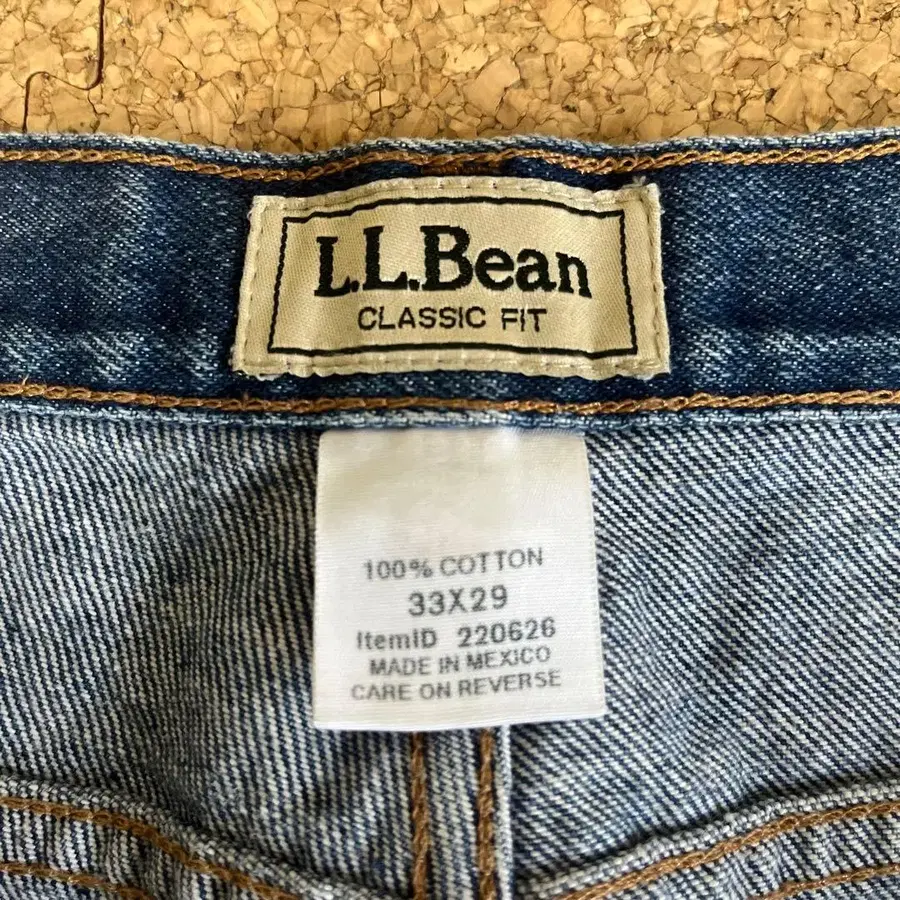 L.L.Bean
CLASSIC FIT
100% COTTON
33X29
ItemID 220626
MADE IN MEXICO
CARE ON REVERSE